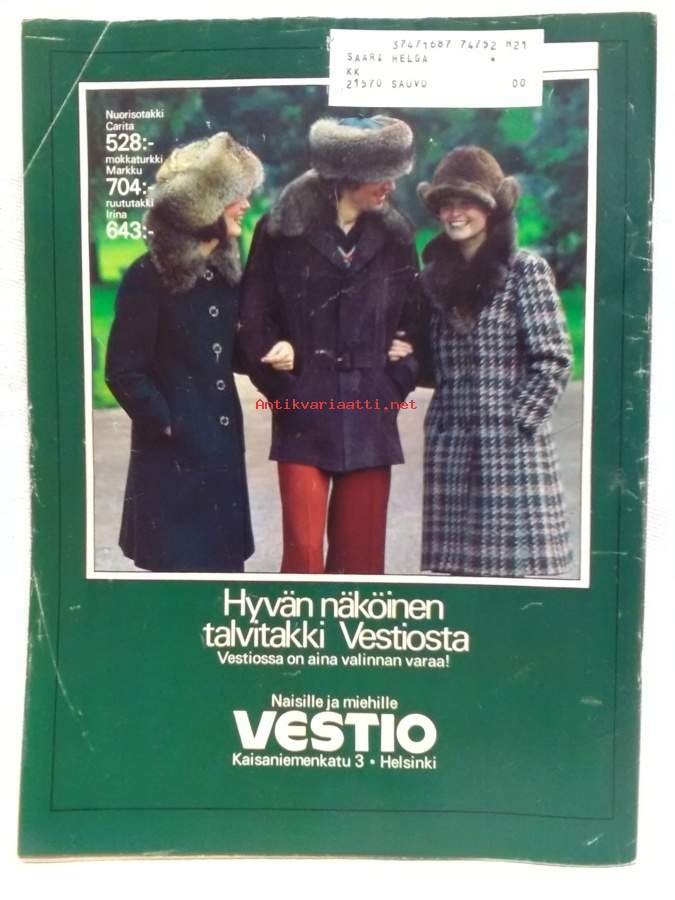 374/1687 74/52 M21
SAARI HELGA *
KK
21570 SAUVO 00
Nuorisotakki
Carita
528:-
mokkaturkki
Markku
704:-
ruututakki
Irina
643:-
Antikvariaatti.net
Hyvän näköinen
talvitakki Vestiosta
Vestiossa on aina valinnan varaa!
Naisille ja miehille
VESTIO
Kaisaniemenkatu 3 • Helsinki